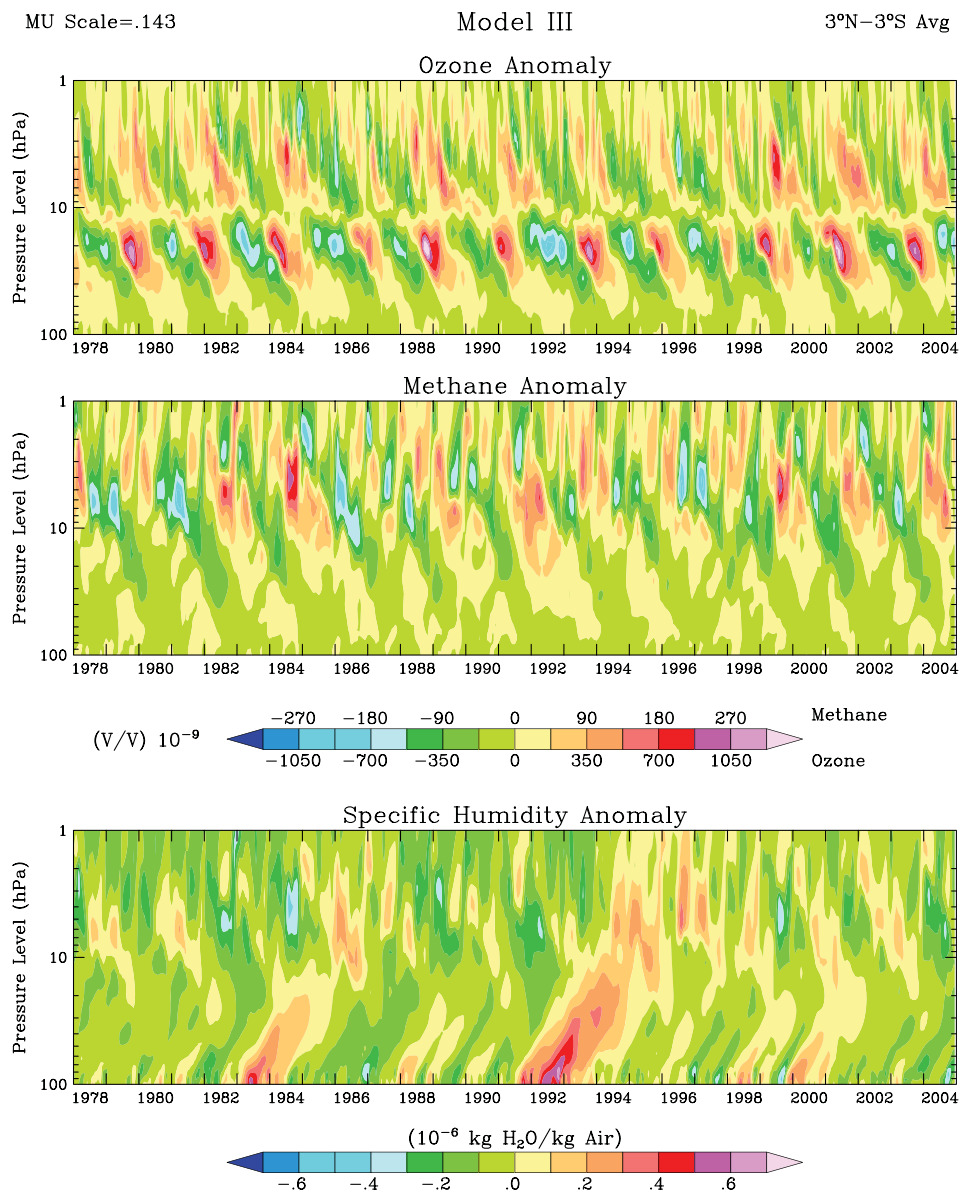 MU Scale=.143 Model III 3°N−3°S Avg
Ozone Anomaly
Pressure Level (hPa)
1
10
100
1978 1980 1982 1984 1986 1988 1990 1992 1994 1996 1998 2000 2002 2004
Methane Anomaly
Pressure Level (hPa)
1
10
100
1978 1980 1982 1984 1986 1988 1990 1992 1994 1996 1998 2000 2002 2004
−270 −180 −90 0 90 180 270 Methane
(V/V) 10⁻⁹
−1050 −700 −350 0 350 700 1050 Ozone
Specific Humidity Anomaly
Pressure Level (hPa)
1
10
100
1978 1980 1982 1984 1986 1988 1990 1992 1994 1996 1998 2000 2002 2004
(10⁻⁶ kg H₂O/kg Air)
−.6 −.4 −.2 .0 .2 .4 .6